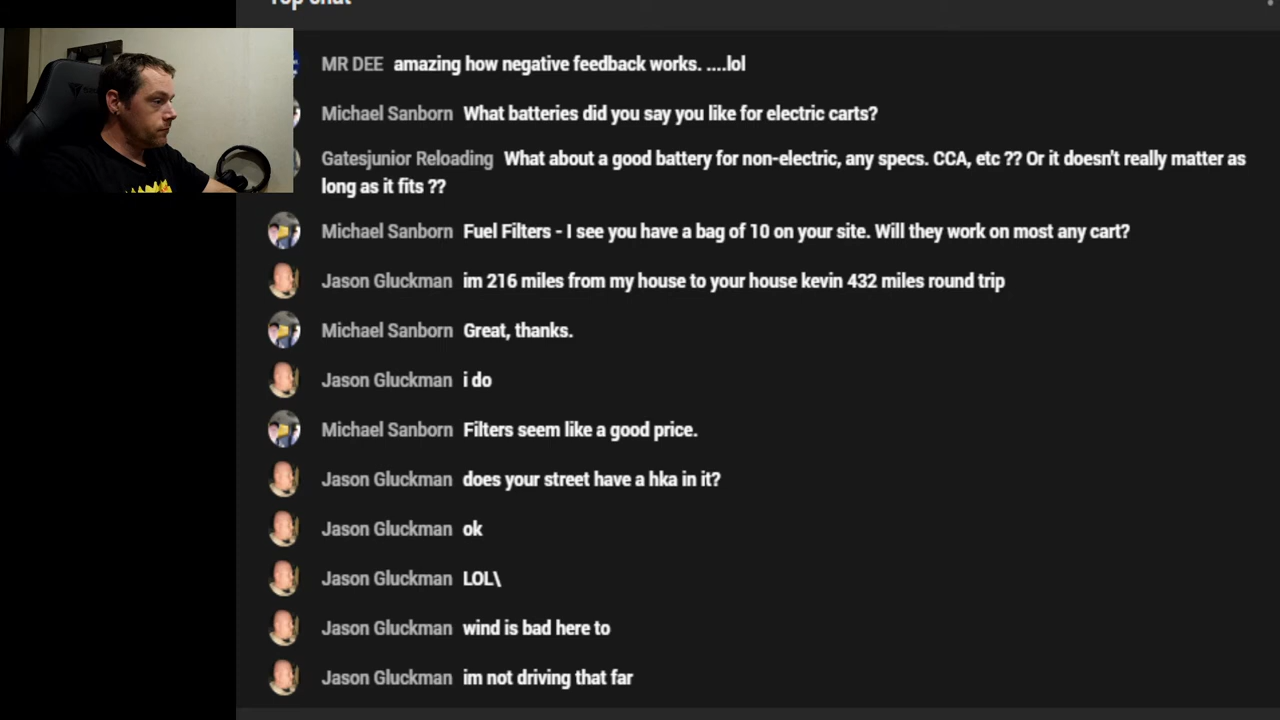 Top chat
MR DEE amazing how negative feedback works. ....lol
Michael Sanborn What batteries did you say you like for electric carts?
Gatesjunior Reloading What about a good battery for non-electric, any specs. CCA, etc ?? Or it doesn't really matter as
long as it fits ??
Michael Sanborn Fuel Filters - I see you have a bag of 10 on your site. Will they work on most any cart?
Jason Gluckman im 216 miles from my house to your house kevin 432 miles round trip
Michael Sanborn Great, thanks.
Jason Gluckman i do
Michael Sanborn Filters seem like a good price.
Jason Gluckman does your street have a hka in it?
Jason Gluckman ok
Jason Gluckman LOL\
Jason Gluckman wind is bad here to
Jason Gluckman im not driving that far